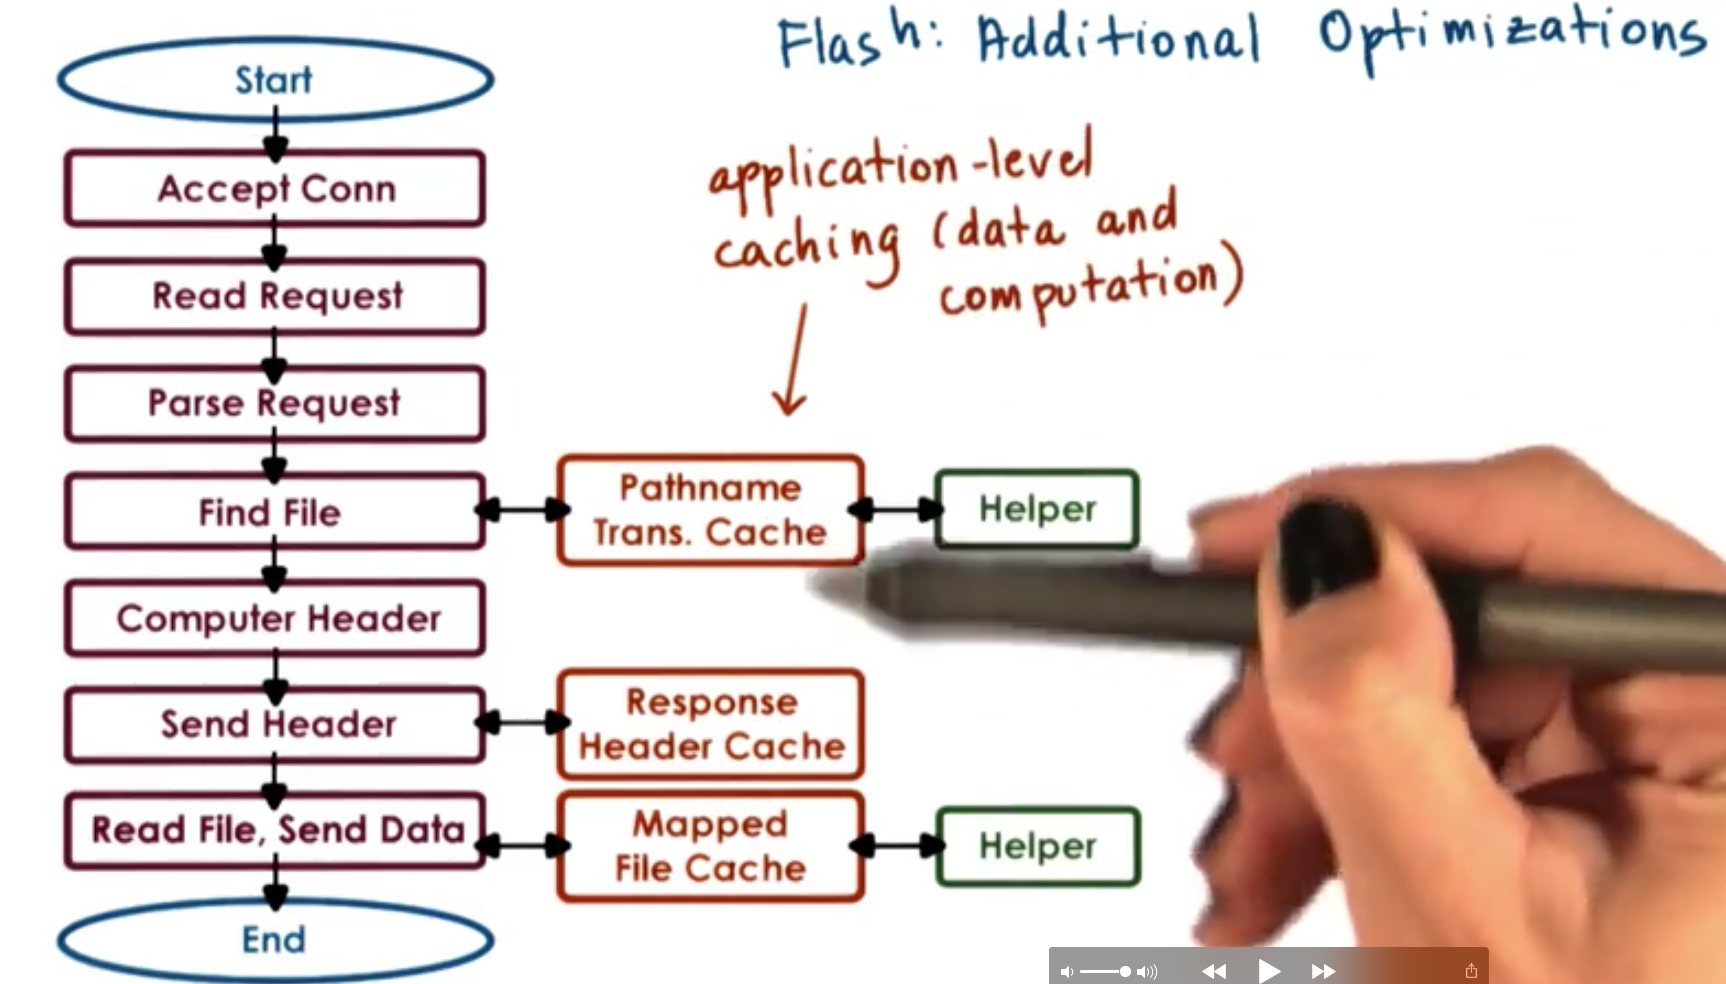 Flash: Additional Optimizations
application-level
caching (data and
computation)
Start
Accept Conn
Read Request
Parse Request
Find File
Pathname
Trans. Cache
Helper
Computer Header
Send Header
Response
Header Cache
Read File, Send Data
Mapped
File Cache
Helper
End